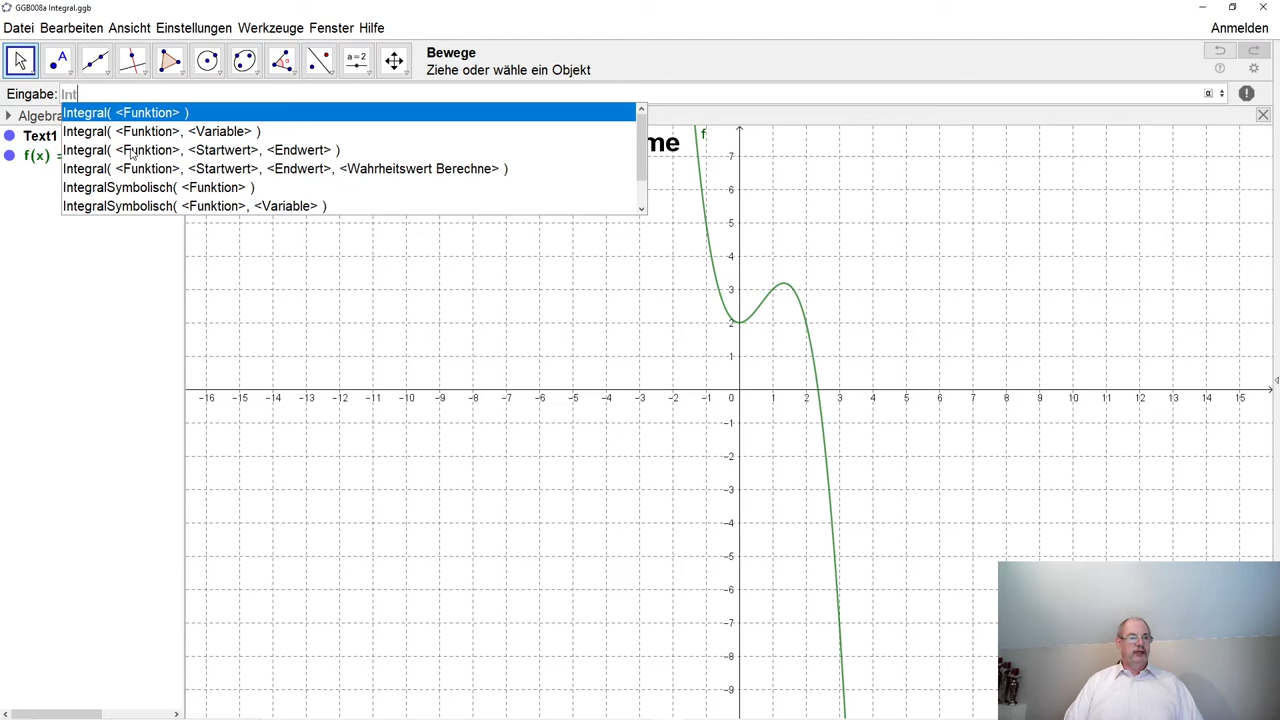 GGB008a Integral.ggb
Datei Bearbeiten Ansicht Einstellungen Werkzeuge Fenster Hilfe
Anmelden
A
a=2
Bewege
Ziehe oder wähle ein Objekt
Eingabe: Int
α
Integral( <Funktion> )
Algebra
Integral( <Funktion>, <Variable> )
Text1
me
f
Integral( <Funktion>, <Startwert>, <Endwert> )
f(x) =
Integral( <Funktion>, <Startwert>, <Endwert>, <Wahrheitswert Berechne> )
IntegralSymbolisch( <Funktion> )
IntegralSymbolisch( <Funktion>, <Variable> )
7
6
5
4
3
2
1
-16 -15 -14 -13 -12 -11 -10 -9 -8 -7 -6 -5 -4 -3 -2 -1 0 1 2 3 4 5 6 7 8 9 10 11 12 13 14 15
-1
-2
-3
-4
-5
-6
-7
-8
-9